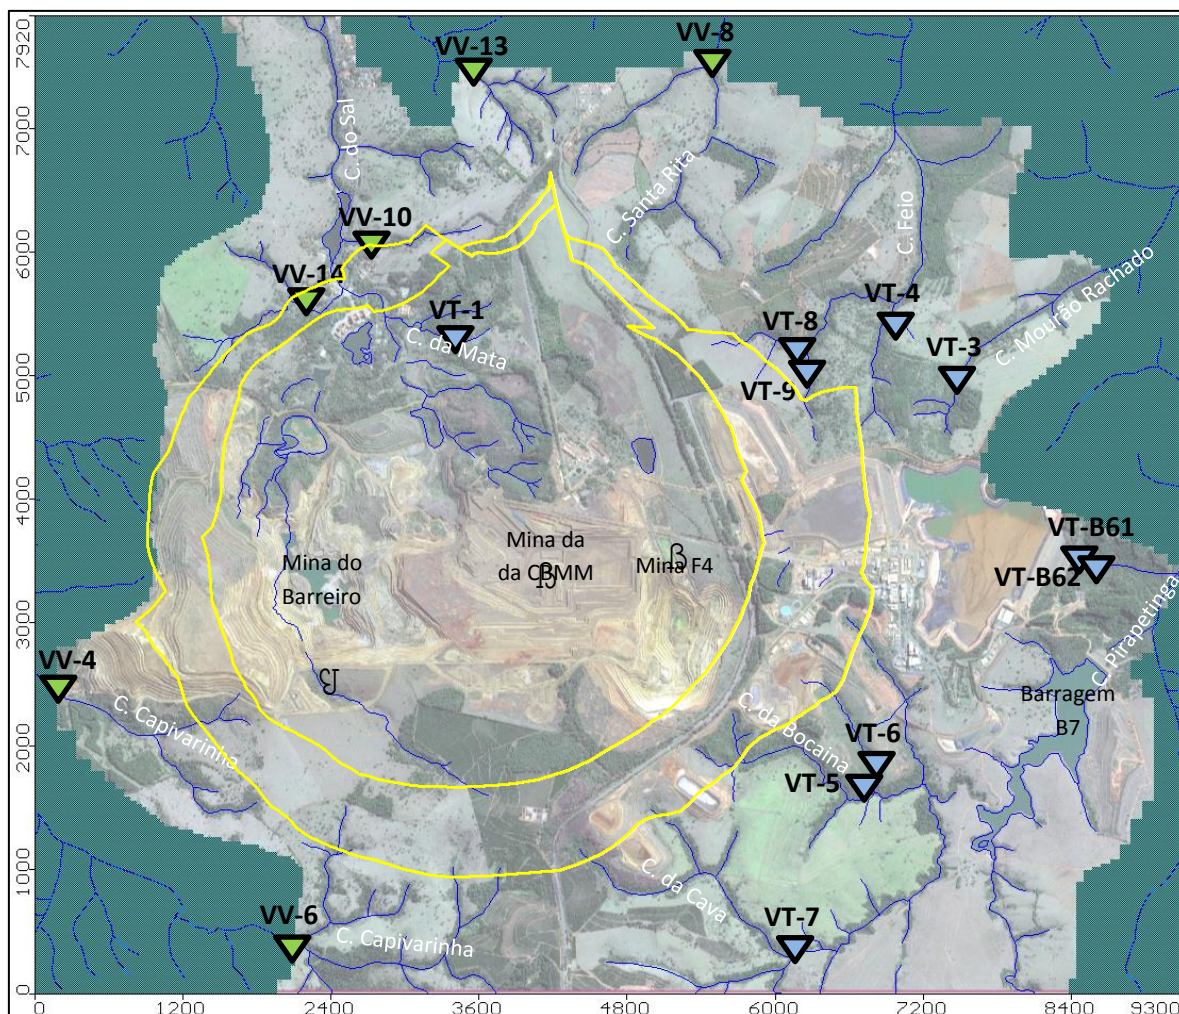 7920
VV-13
VV-8
7000
C. do Sal
C. Santa Rita
C. Feio
VV-10
6000
VV-14
VT-1
C. da Mata
VT-8
VT-4
C. Mourão Rachado
VT-3
VT-9
5000
4000
Mina do
Barreiro
Mina da
da CBMM
Mina F4
VT-B61
VT-B62
C. Pirapetinga
3000
VV-4
C. Capivarinha
C. da Bocaina
Barragem
B7
VT-6
VT-5
2000
1000
C. da Cava
VV-6
C. Capivarinha
VT-7
0
0
1200
2400
3600
4800
6000
7200
8400
9300